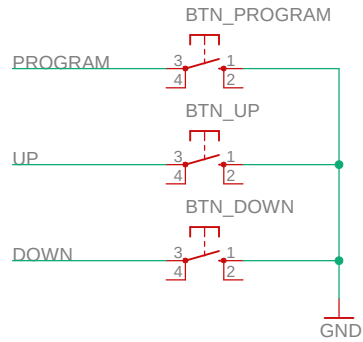 BTN_PROGRAM
PROGRAM 3 1
4 2
BTN_UP
UP 3 1
4 2
BTN_DOWN
DOWN 3 1
4 2
GND